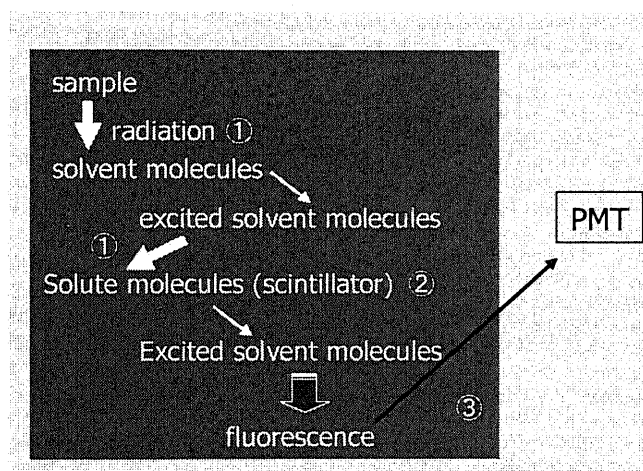 sample
radiation ①
solvent molecules
excited solvent molecules
①
Solute molecules (scintillator) ②
Excited solvent molecules
③
fluorescence
PMT